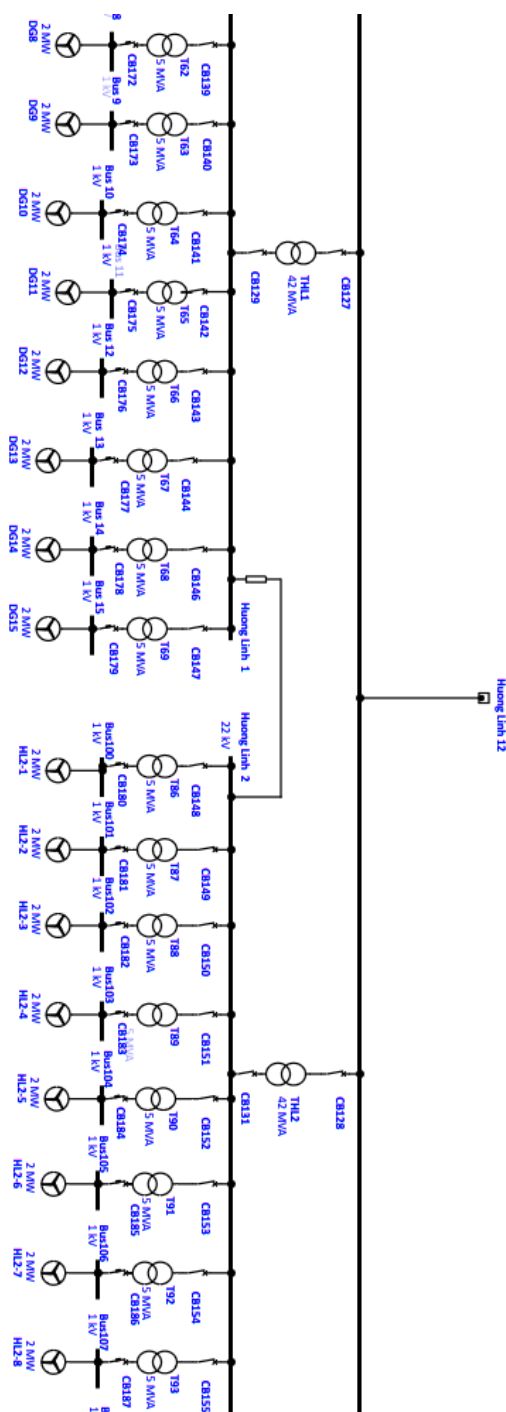 8
2 MW
DG8
CB172
T62
5 MVA
CB139
Bus 9
1 kV
2 MW
DG9
CB173
T63
5 MVA
CB140
Bus 10
1 kV
2 MW
DG10
CB174
T64
5 MVA
CB141
Bus 11
1 kV
2 MW
DG11
CB175
T65
5 MVA
CB142
Bus 12
1 kV
2 MW
DG12
CB176
T66
5 MVA
CB143
Bus 13
1 kV
2 MW
DG13
CB177
T67
5 MVA
CB144
Bus 14
1 kV
2 MW
DG14
CB178
T68
5 MVA
CB146
Bus 15
1 kV
2 MW
DG15
CB179
T69
5 MVA
CB147
CB129
THL1
42 MVA
CB127
Huong Linh 1
Huong Linh 12
Huong Linh 2
22 kV
Bus100
1 kV
2 MW
HL2-1
CB180
T86
5 MVA
CB148
Bus101
1 kV
2 MW
HL2-2
CB181
T87
5 MVA
CB149
Bus102
1 kV
2 MW
HL2-3
CB182
T88
5 MVA
CB150
Bus103
1 kV
2 MW
HL2-4
CB183
T89
5 MVA
CB151
Bus104
1 kV
2 MW
HL2-5
CB184
T90
5 MVA
CB152
CB131
THL2
42 MVA
CB128
Bus105
1 kV
2 MW
HL2-6
CB185
T91
5 MVA
CB153
Bus106
1 kV
2 MW
HL2-7
CB186
T92
5 MVA
CB154
Bus107
1 kV
2 MW
HL2-8
CB187
T93
5 MVA
CB155